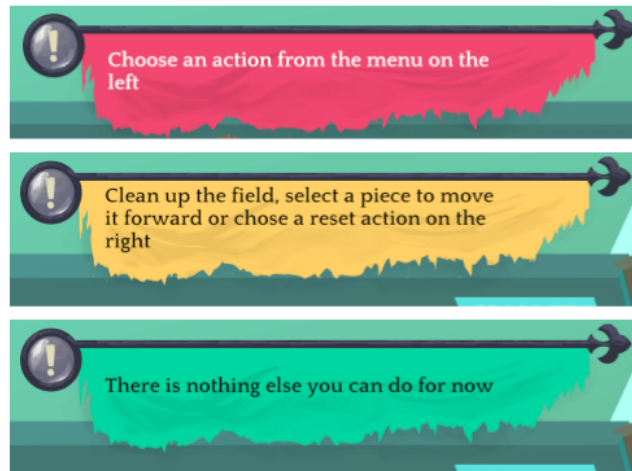 Choose an action from the menu on the
left
Clean up the field, select a piece to move
it forward or chose a reset action on the
right
There is nothing else you can do for now